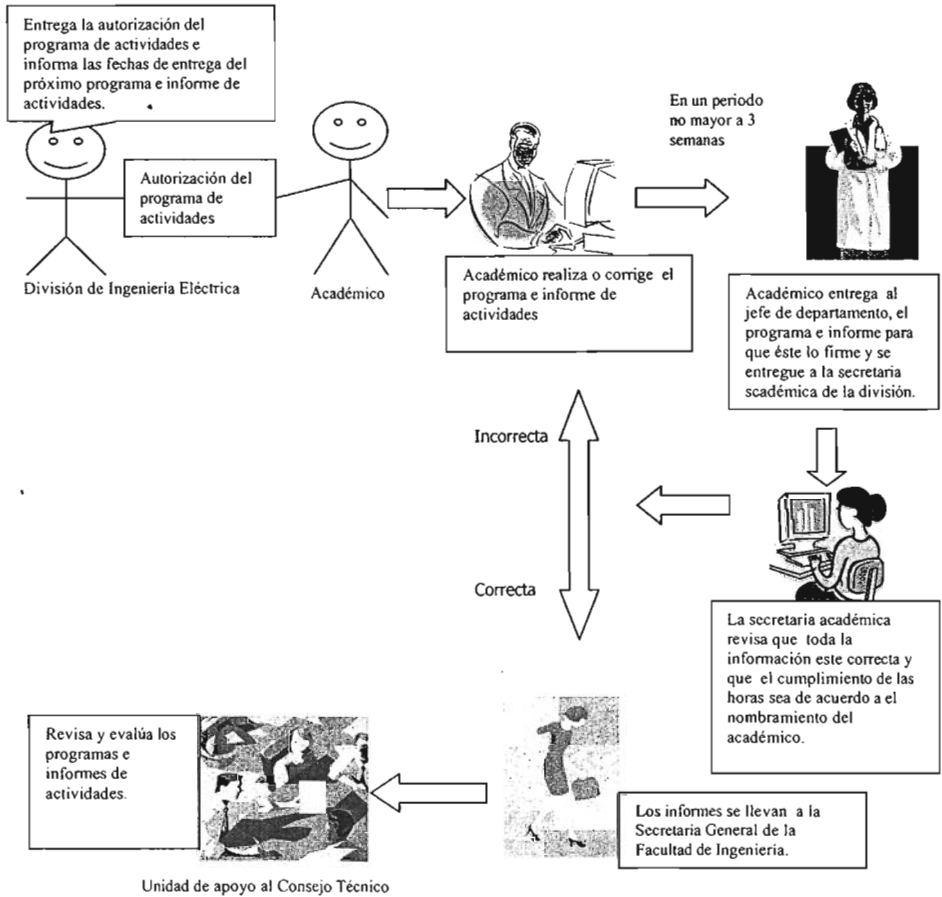 Entrega la autorización del
programa de actividades e
informa las fechas de entrega del
próximo programa e informe de
actividades.
Autorización del
programa de
actividades
División de Ingeniería Eléctrica
Académico
Académico realiza o corrige el
programa e informe de
actividades
En un periodo
no mayor a 3
semanas
Académico entrega al
jefe de departamento, el
programa e informe para
que éste lo firme y se
entregue a la secretaria
scadémica de la división.
Incorrecta
Correcta
La secretaria académica
revisa que toda la
información este correcta y
que el cumplimiento de las
horas sea de acuerdo a el
nombramiento del
académico.
Los informes se llevan a la
Secretaria General de la
Facultad de Ingeniería.
Revisa y evalúa los
programas e
informes de
actividades.
Unidad de apoyo al Consejo Técnico